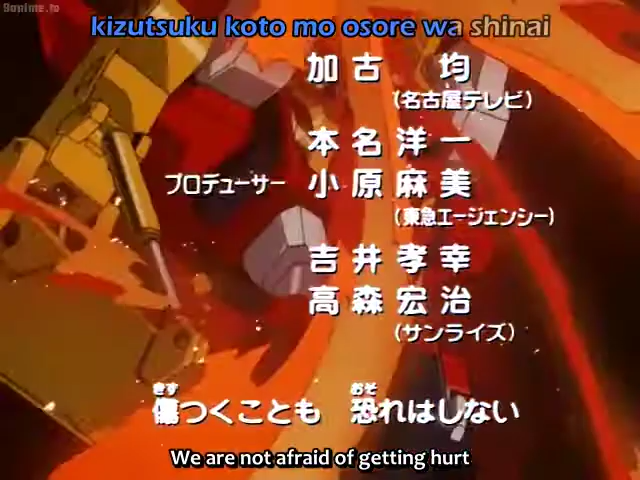 9anime.to
kizutsuku koto mo osore wa shinai
加古 均
(名古屋テレビ)
本名洋一
プロデューサー 小原麻美
(東急エージェンシー)
吉井孝幸
高森宏治
(サンライズ)
きず おそ
傷つくことも 恐れはしない
We are not afraid of getting hurt